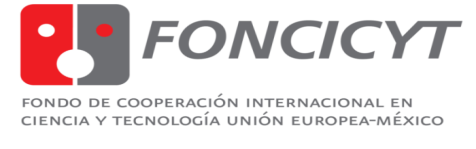 FONCICYT
FONDO DE COOPERACIÓN INTERNACIONAL EN
CIENCIA Y TECNOLOGÍA UNIÓN EUROPEA-MÉXICO